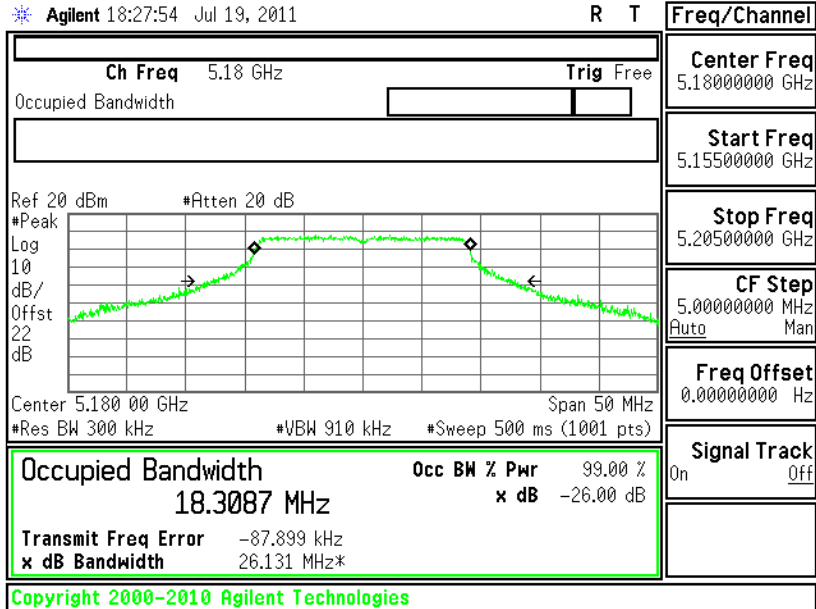 Agilent 18:27:54 Jul 19, 2011 R T
Freq/Channel
Ch Freq 5.18 GHz Trig Free
Occupied Bandwidth
Center Freq
5.18000000 GHz
Start Freq
5.15500000 GHz
Stop Freq
5.20500000 GHz
CF Step
5.00000000 MHz
Auto Man
Freq Offset
0.00000000 Hz
Signal Track
On Off
Ref 20 dBm #Atten 20 dB
#Peak
Log
10
dB/
Offst
22
dB
Center 5.180 00 GHz Span 50 MHz
#Res BW 300 kHz #VBW 910 kHz #Sweep 500 ms (1001 pts)
Occupied Bandwidth Occ BW % Pwr 99.00 %
18.3087 MHz x dB -26.00 dB
Transmit Freq Error -87.899 kHz
x dB Bandwidth 26.131 MHz*
Copyright 2000-2010 Agilent Technologies